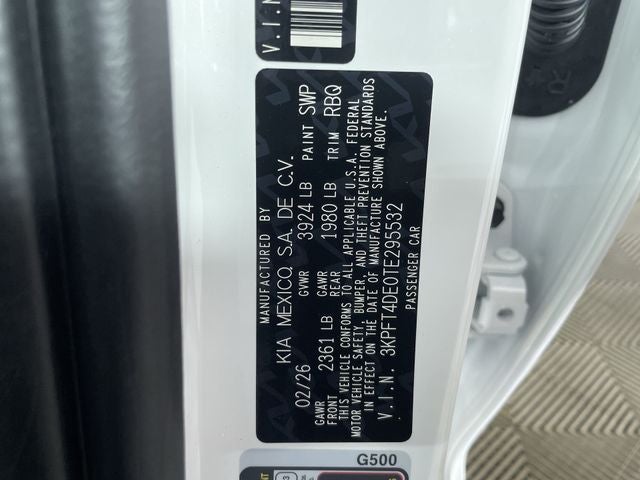 V.I.N
MANUFACTURED BY
KIA MEXICO, S.A. DE C.V.
02/26 GVWR 3924 LB PAINT SWP
GAWR FRONT 2361 LB GAWR REAR 1980 LB TRIM RBQ
THIS VEHICLE CONFORMS TO ALL APPLICABLE U.S.A. FEDERAL
MOTOR VEHICLE SAFETY, BUMPER, AND THEFT PREVENTION STANDARDS
IN EFFECT ON THE DATE OF MANUFACTURE SHOWN ABOVE.
V.I.N. 3KPFT4DE0TE295532
PASSENGER CAR
G500
R